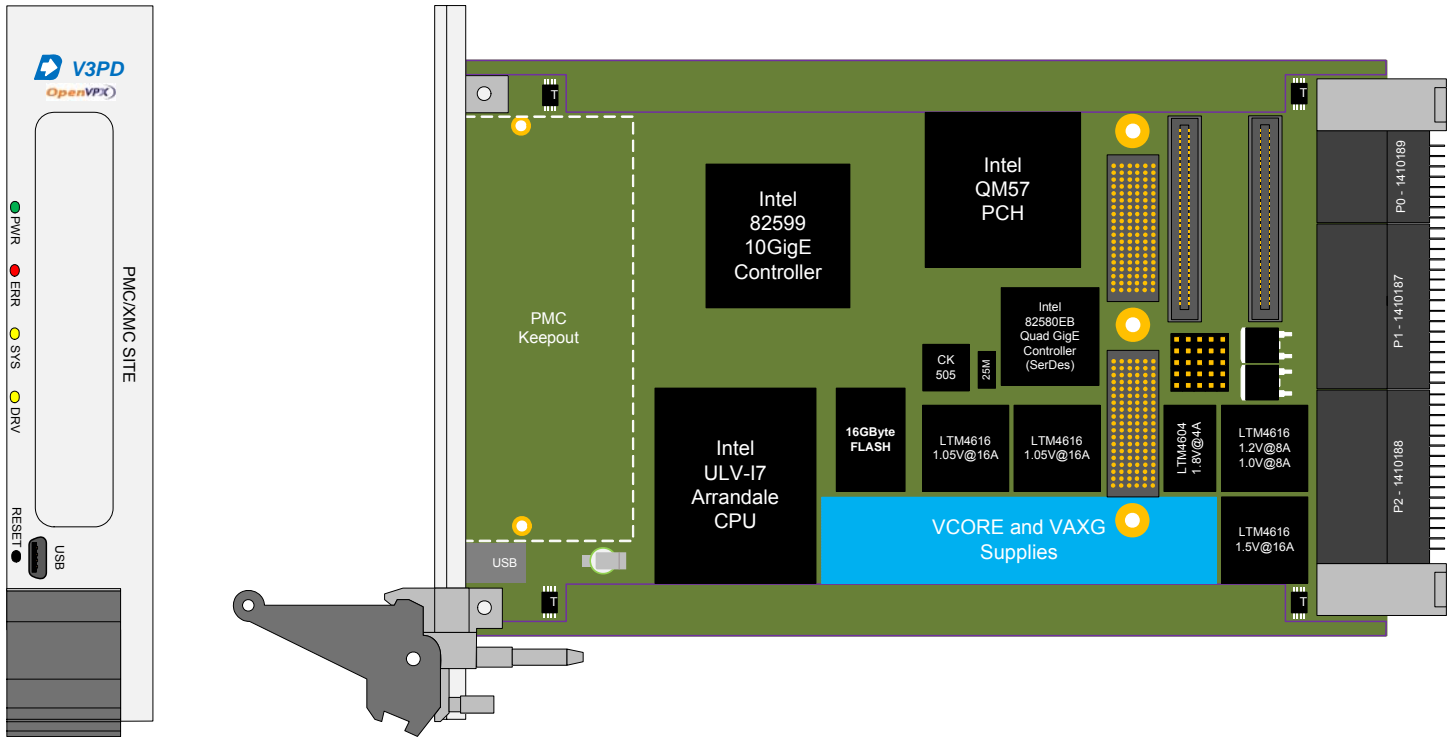 V3PD
OpenVPX
PWR
ERR
SYS
DRV
RESET
USB
PMC/XMC SITE
T
T
PMC
Keepout
Intel
82599
10GigE
Controller
Intel
QM57
PCH
Intel
82580EB
Quad GigE
Controller
(SerDes)
CK
505
25M
Intel
ULV-I7
Arrandale
CPU
16GByte
FLASH
LTM4616
1.05V@16A
LTM4616
1.05V@16A
LTM4604
1.8V@4A
LTM4616
1.2V@8A
1.0V@8A
VCORE and VAXG
Supplies
LTM4616
1.5V@16A
USB
T
T
P0 - 1410189
P1 - 1410187
P2 - 1410188